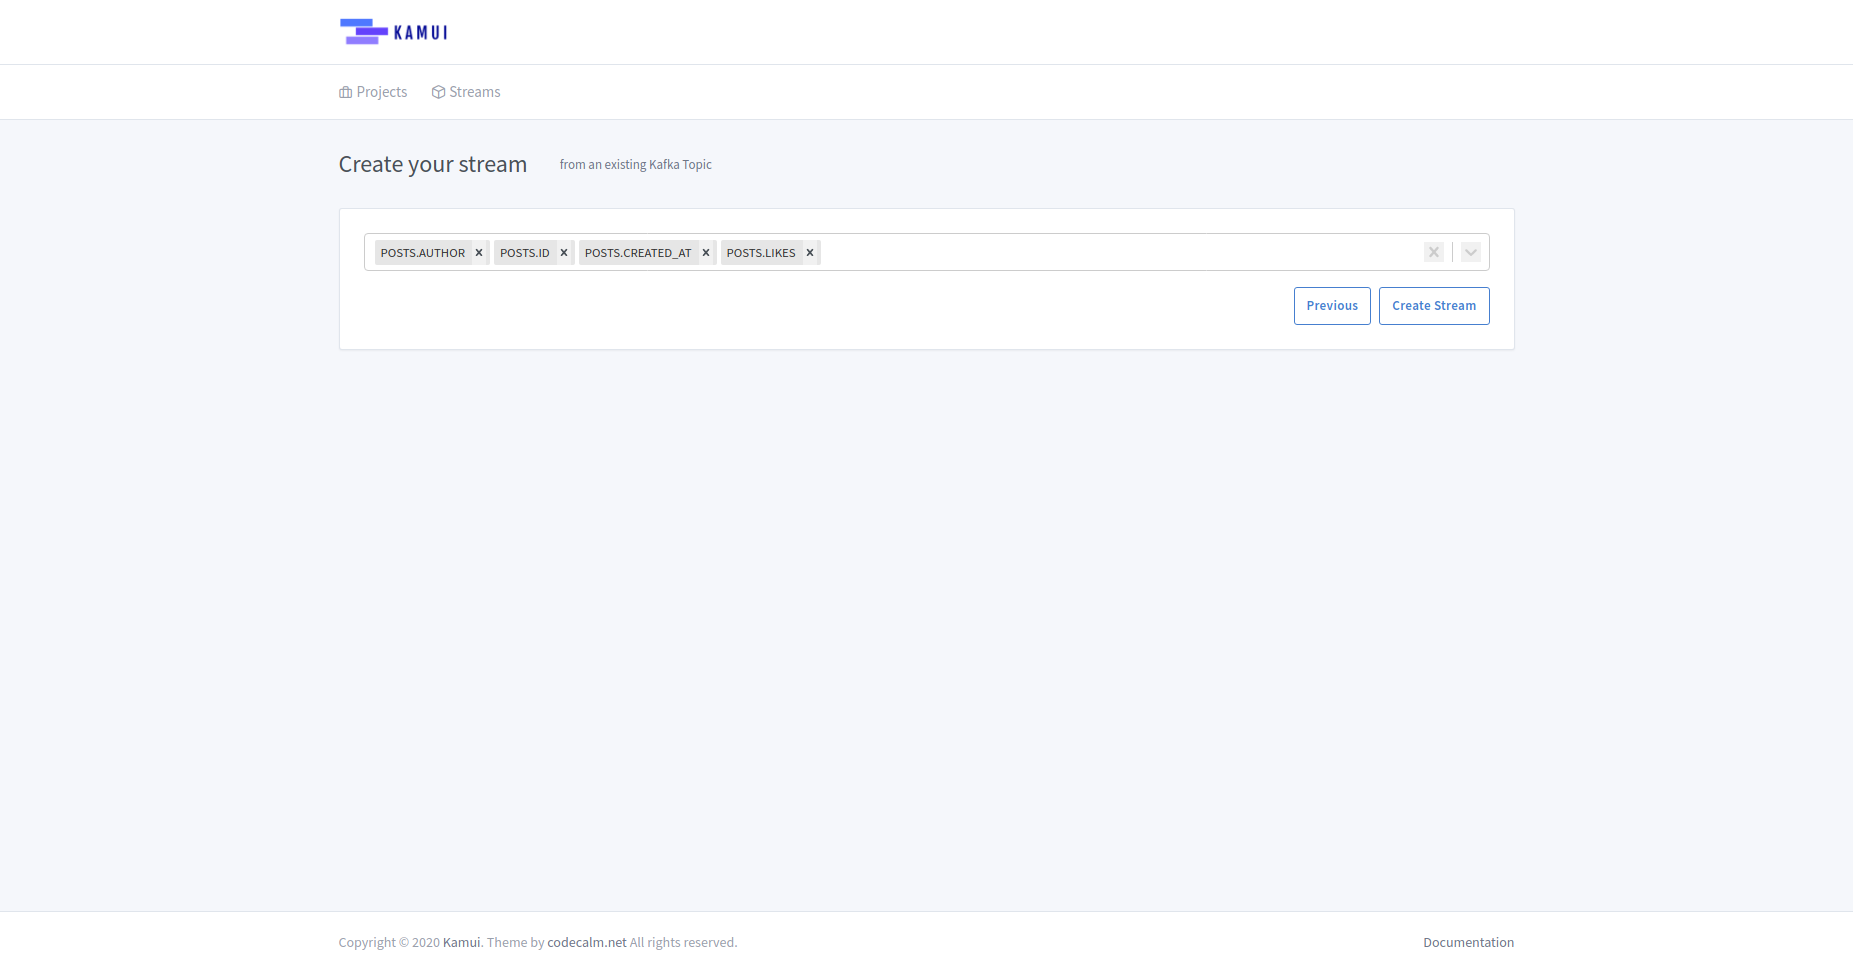 KAMUI
Projects Streams
Create your stream from an existing Kafka Topic
POSTS.AUTHOR POSTS.ID POSTS.CREATED_AT POSTS.LIKES
Previous Create Stream
Copyright © 2020 Kamui. Theme by codecalm.net All rights reserved. Documentation